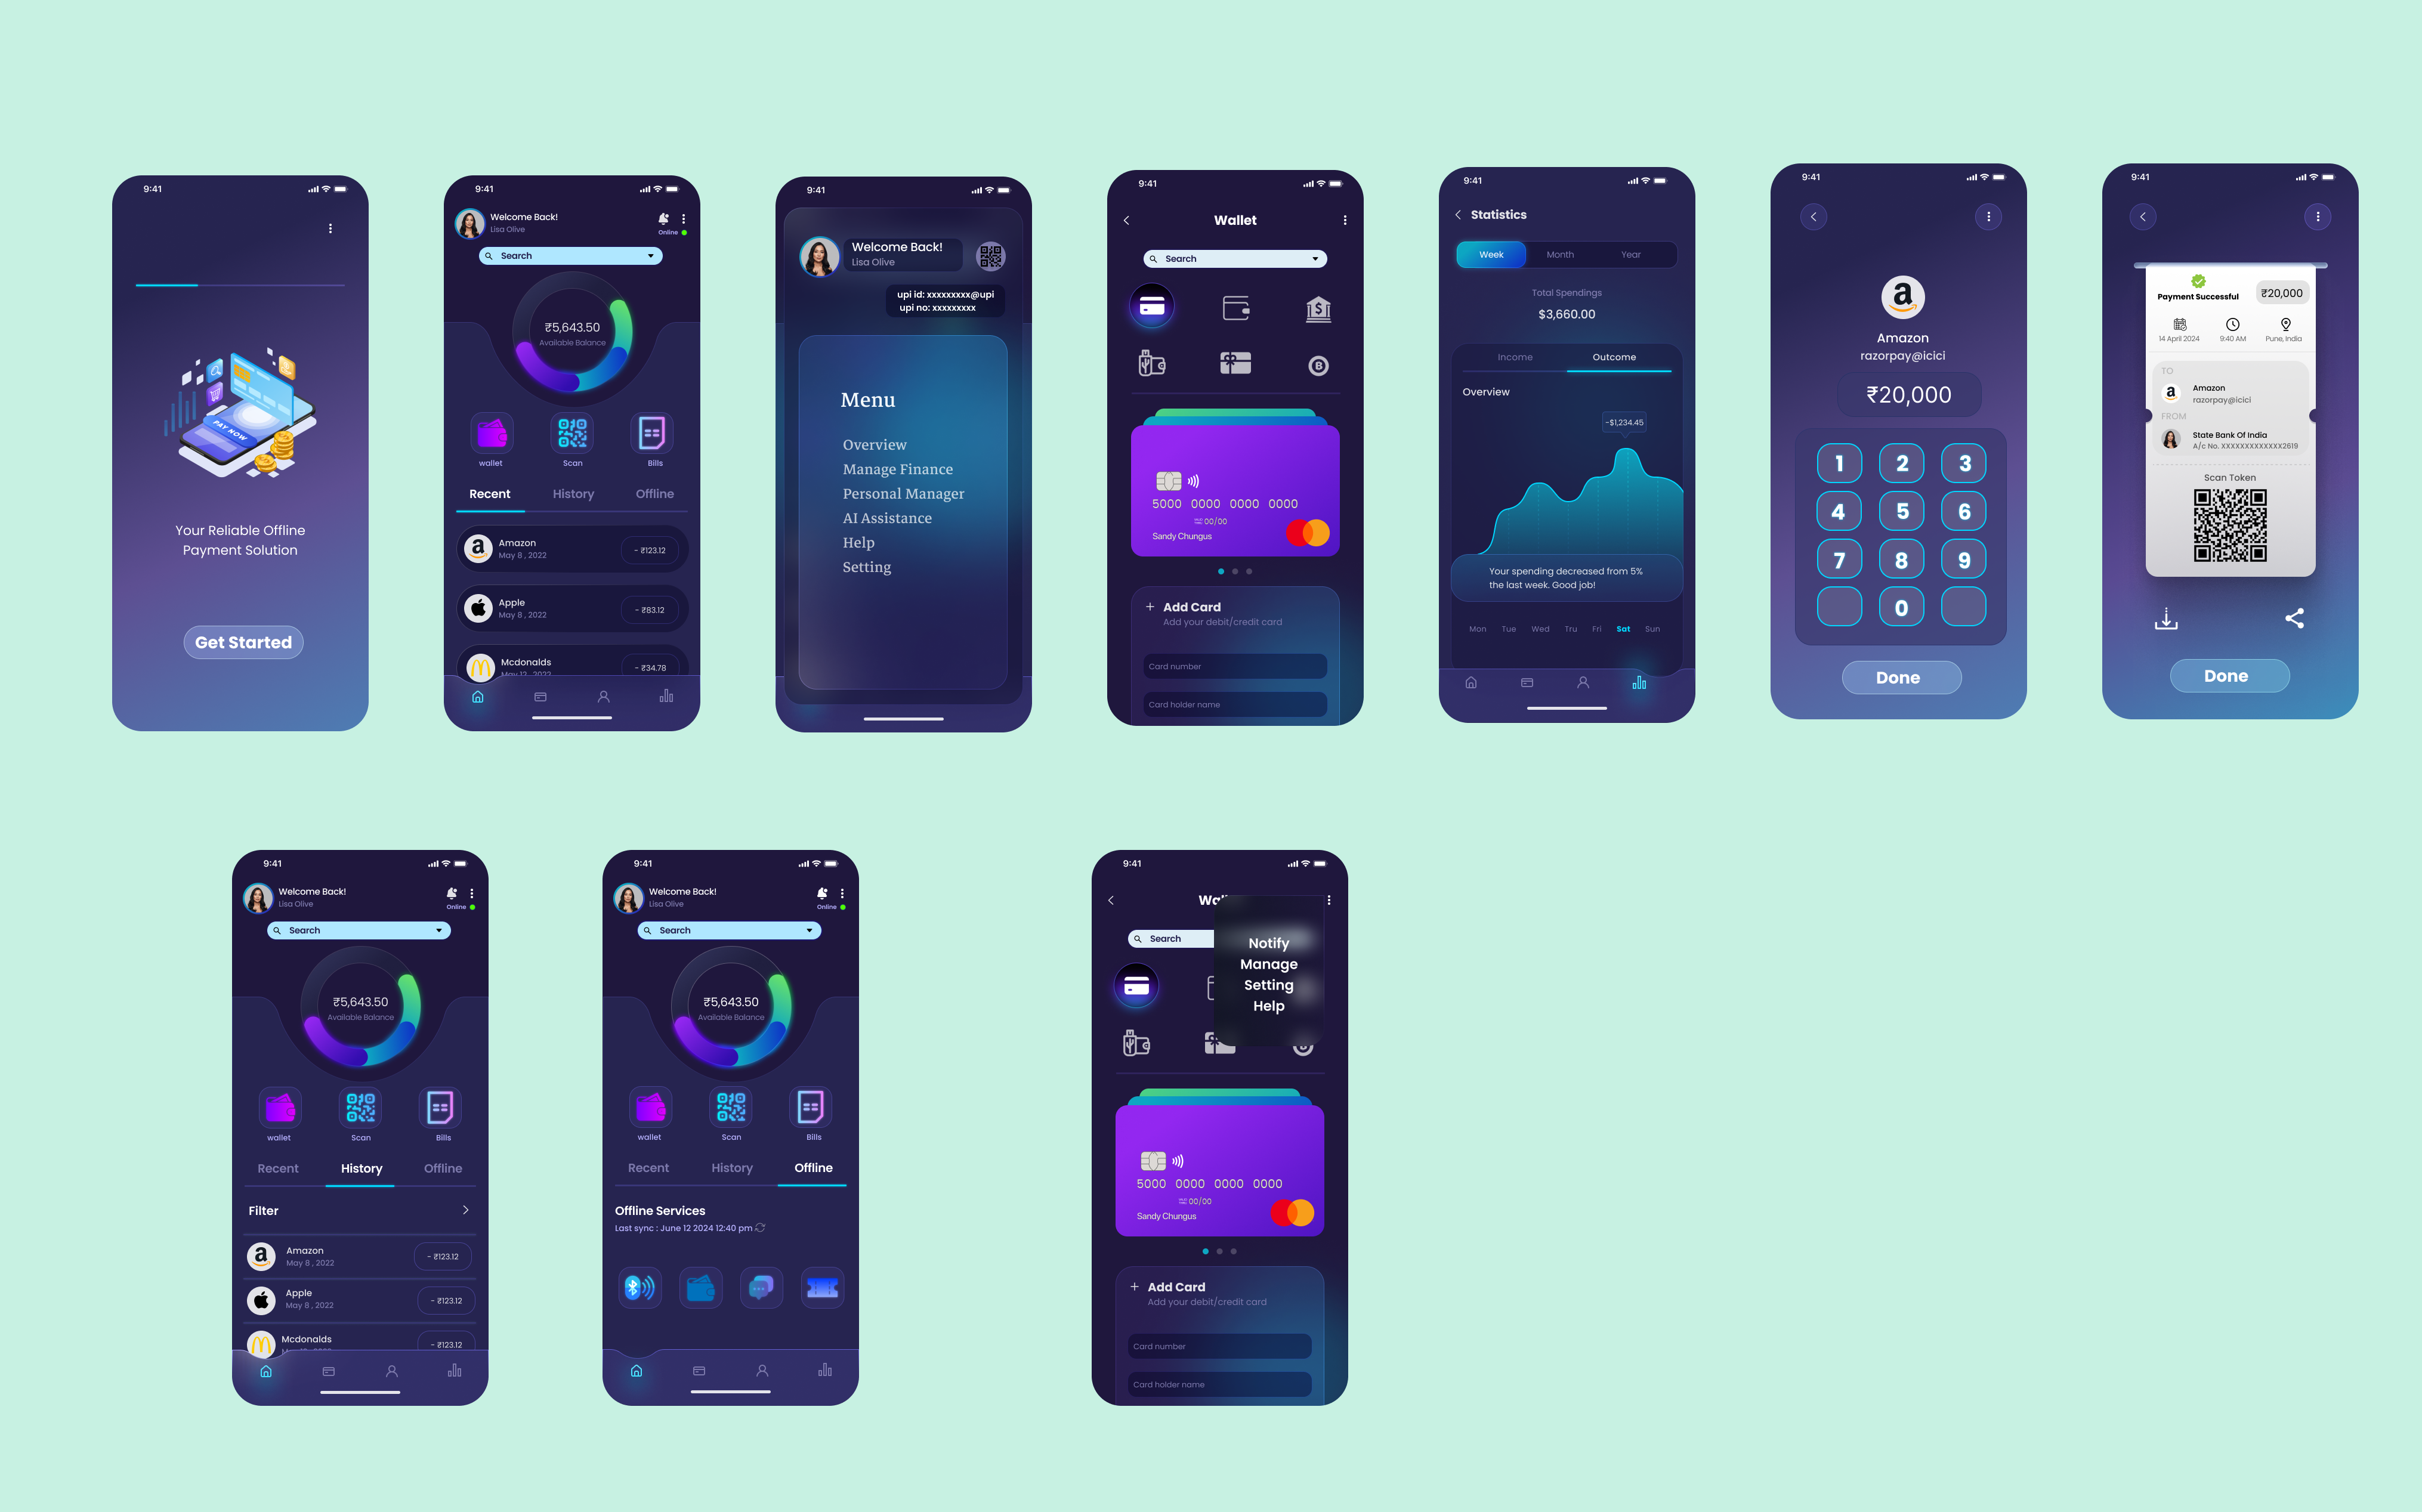 9:41
PAY NOW
Your Reliable Offline
Payment Solution
Get Started
9:41
Welcome Back!
Lisa Olive
Online
Search
₹5,643.50
Available Balance
wallet
Scan
Bills
Recent
History
Offline
Amazon
May 8 , 2022
- ₹123.12
Apple
May 8 , 2022
- ₹83.12
Mcdonalds
- ₹34.78
May 12, 2022
9:41
Welcome Back!
Lisa Olive
upi id: xxxxxxxxx@upi
upi no: xxxxxxxxx
Menu
Overview
Manage Finance
Personal Manager
AI Assistance
Help
Setting
9:41
Wallet
Search
5000 0000 0000 0000
00/00
Sandy Chungus
Add Card
Add your debit/credit card
Card number
Card holder name
9:41
Statistics
Week
Month
Year
Total Spendings
$3,660.00
Income
Outcome
Overview
-$1,234.45
Your spending decreased from 5%
the last week. Good job!
Mon Tue Wed Tru Fri Sat Sun
9:41
Amazon
razorpay@icici
₹20,000
1 2 3
4 5 6
7 8 9
0
Done
9:41
Payment Successful
₹20,000
14 April 2024
9:40 AM
Pune, India
TO
Amazon
razorpay@icici
FROM
State Bank Of India
A/c No. XXXXXXXXXXXXX2619
Scan Token
Done
9:41
Welcome Back!
Lisa Olive
Online
Search
₹5,643.50
Available Balance
wallet
Scan
Bills
Recent
History
Offline
Filter
Amazon
May 8 , 2022
- ₹123.12
Apple
May 8 , 2022
- ₹123.12
Mcdonalds
- ₹123.12
9:41
Welcome Back!
Lisa Olive
Online
Search
₹5,643.50
Available Balance
wallet
Scan
Bills
Recent
History
Offline
Offline Services
Last sync : June 12 2024 12:40 pm
9:41
Wal
Search
Notify
Manage
Setting
Help
5000 0000 0000 0000
00/00
Sandy Chungus
Add Card
Add your debit/credit card
Card number
Card holder name